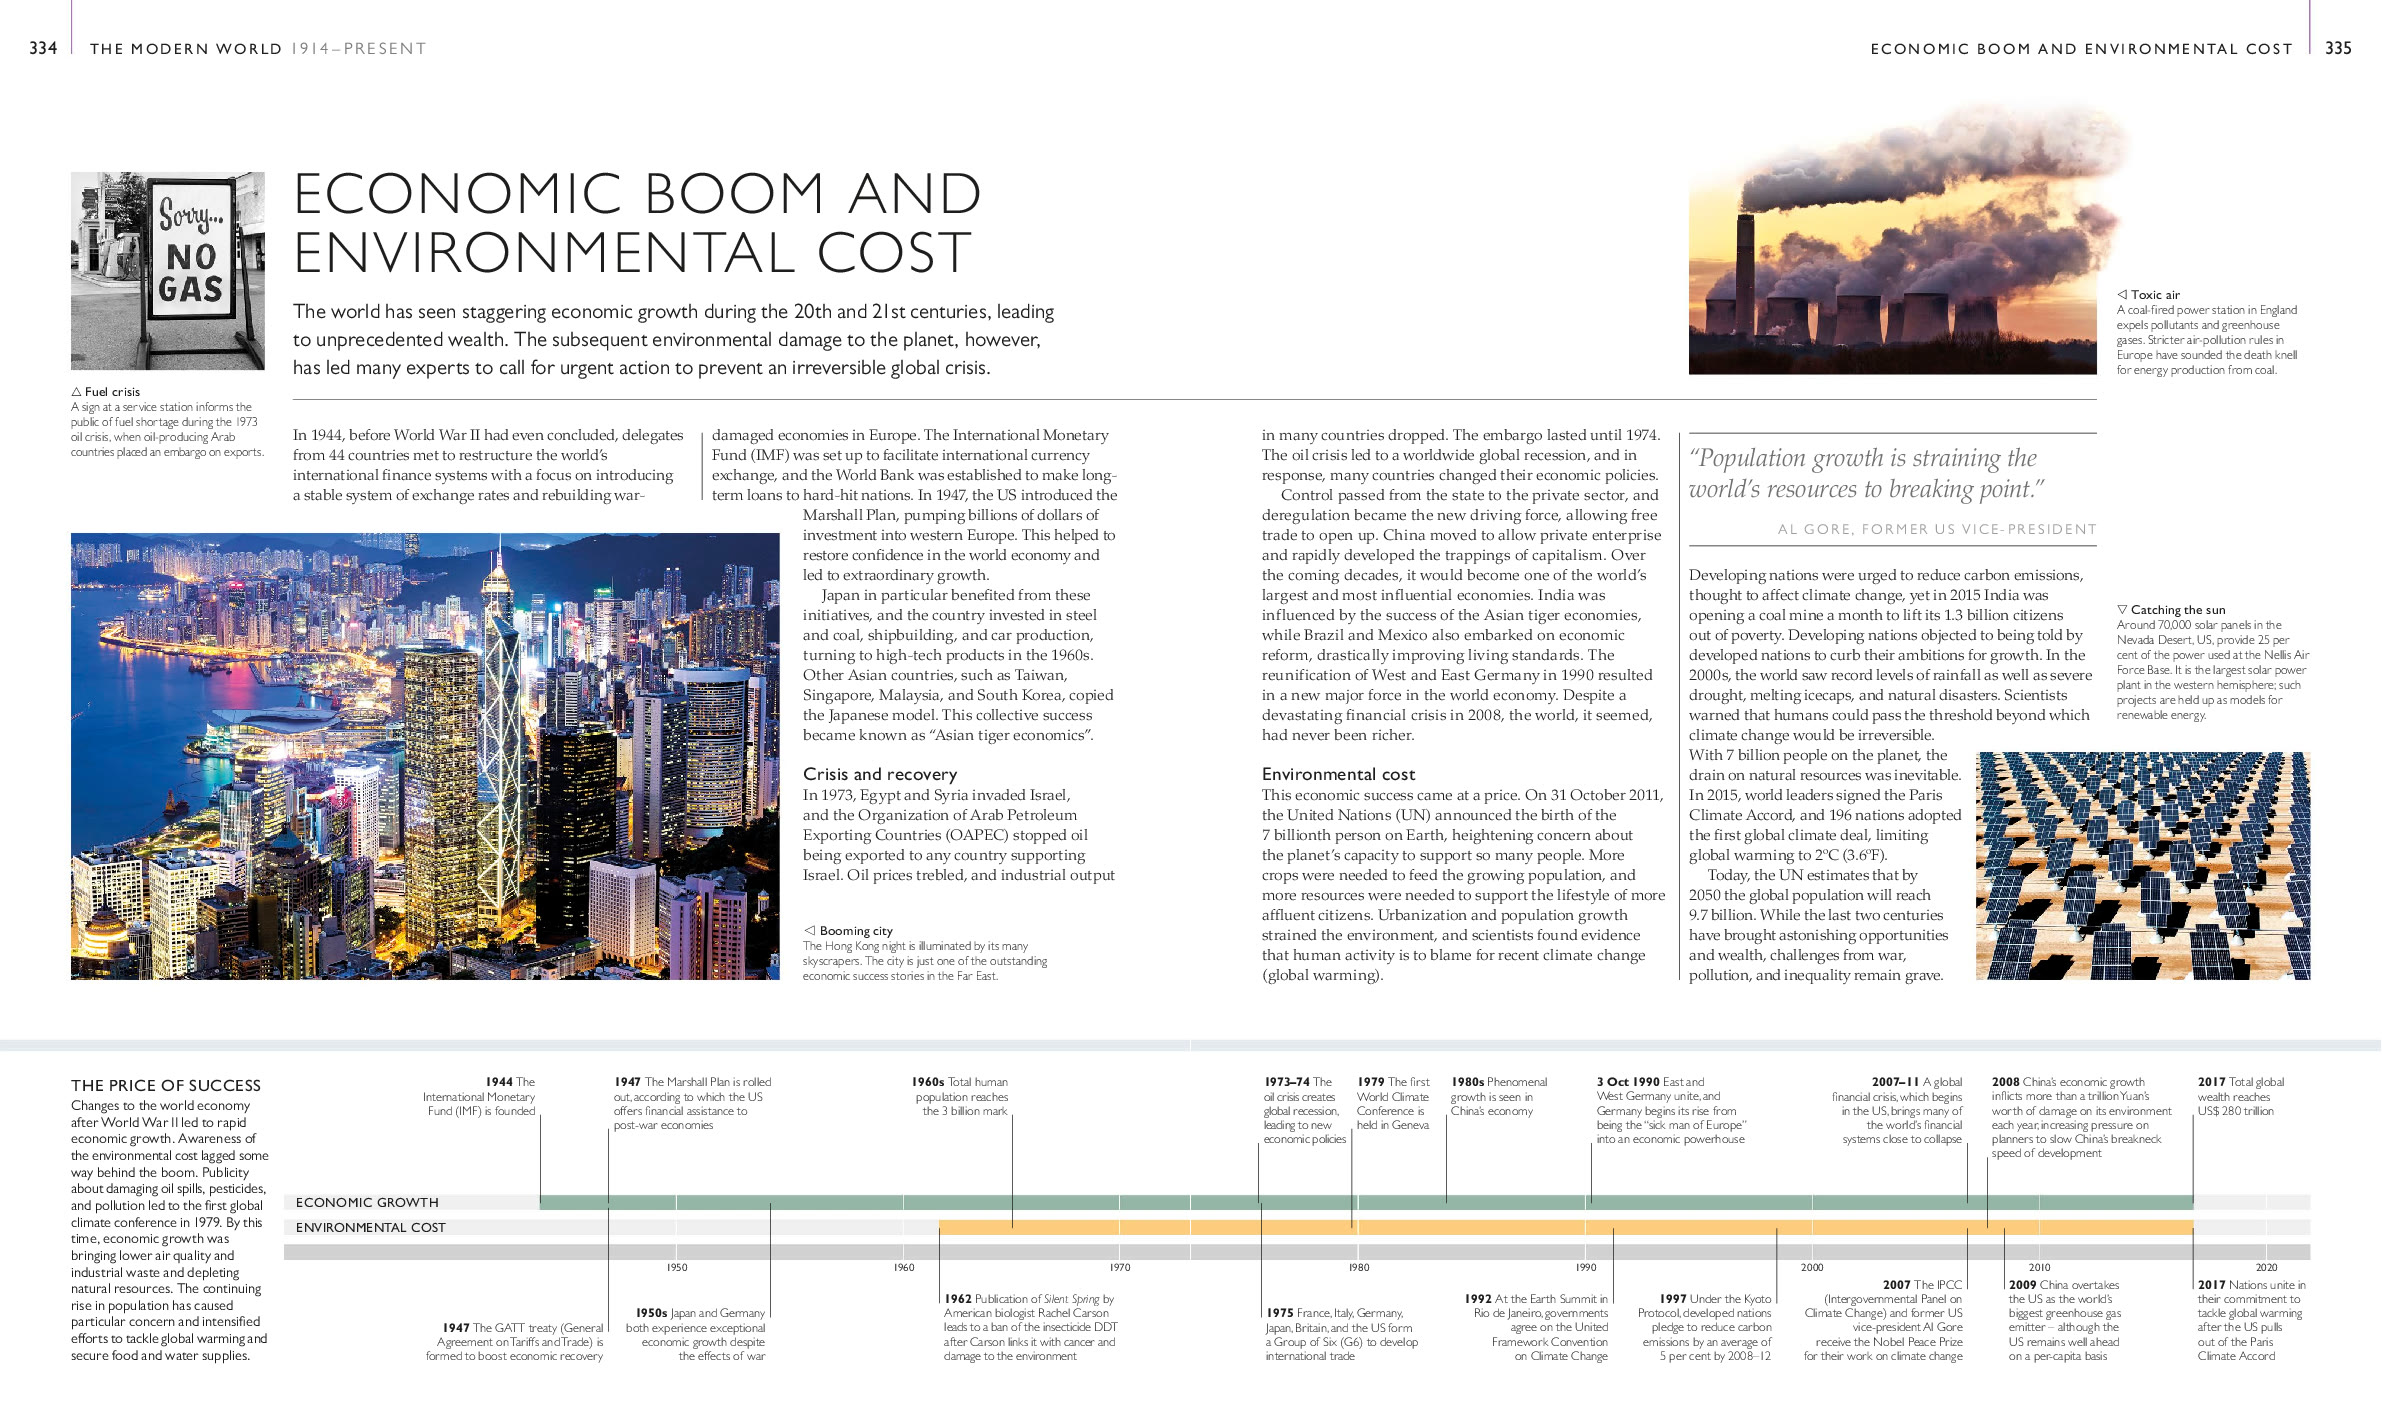 334
THE MODERN WORLD 1914–PRESENT
ECONOMIC BOOM AND ENVIRONMENTAL COST
335
Sorry...
NO
GAS
△ Fuel crisis
A sign at a service station informs the
public of fuel shortage during the 1973
oil crisis, when oil-producing Arab
countries placed an embargo on exports.
ECONOMIC BOOM AND
ENVIRONMENTAL COST
The world has seen staggering economic growth during the 20th and 21st centuries, leading
to unprecedented wealth. The subsequent environmental damage to the planet, however,
has led many experts to call for urgent action to prevent an irreversible global crisis.
◁ Toxic air
A coal-fired power station in England
expels pollutants and greenhouse
gases. Stricter air-pollution rules in
Europe have sounded the death knell
for energy production from coal.
In 1944, before World War II had even concluded, delegates
from 44 countries met to restructure the world's
international finance systems with a focus on introducing
a stable system of exchange rates and rebuilding war-
damaged economies in Europe. The International Monetary
Fund (IMF) was set up to facilitate international currency
exchange, and the World Bank was established to make long-
term loans to hard-hit nations. In 1947, the US introduced the
Marshall Plan, pumping billions of dollars of
investment into western Europe. This helped to
restore confidence in the world economy and
led to extraordinary growth.
Japan in particular benefited from these
initiatives, and the country invested in steel
and coal, shipbuilding, and car production,
turning to high-tech products in the 1960s.
Other Asian countries, such as Taiwan,
Singapore, Malaysia, and South Korea, copied
the Japanese model. This collective success
became known as “Asian tiger economics”.
Crisis and recovery
In 1973, Egypt and Syria invaded Israel,
and the Organization of Arab Petroleum
Exporting Countries (OAPEC) stopped oil
being exported to any country supporting
Israel. Oil prices trebled, and industrial output
◁ Booming city
The Hong Kong night is illuminated by its many
skyscrapers. The city is just one of the outstanding
economic success stories in the Far East.
in many countries dropped. The embargo lasted until 1974.
The oil crisis led to a worldwide global recession, and in
response, many countries changed their economic policies.
Control passed from the state to the private sector, and
deregulation became the new driving force, allowing free
trade to open up. China moved to allow private enterprise
and rapidly developed the trappings of capitalism. Over
the coming decades, it would become one of the world's
largest and most influential economies. India was
influenced by the success of the Asian tiger economies,
while Brazil and Mexico also embarked on economic
reform, drastically improving living standards. The
reunification of West and East Germany in 1990 resulted
in a new major force in the world economy. Despite a
devastating financial crisis in 2008, the world, it seemed,
had never been richer.
Environmental cost
This economic success came at a price. On 31 October 2011,
the United Nations (UN) announced the birth of the
7 billionth person on Earth, heightening concern about
the planet's capacity to support so many people. More
crops were needed to feed the growing population, and
more resources were needed to support the lifestyle of more
affluent citizens. Urbanization and population growth
strained the environment, and scientists found evidence
that human activity is to blame for recent climate change
(global warming).
“Population growth is straining the
world's resources to breaking point.”
AL GORE, FORMER US VICE-PRESIDENT
Developing nations were urged to reduce carbon emissions,
thought to affect climate change, yet in 2015 India was
opening a coal mine a month to lift its 1.3 billion citizens
out of poverty. Developing nations objected to being told by
developed nations to curb their ambitions for growth. In the
2000s, the world saw record levels of rainfall as well as severe
drought, melting icecaps, and natural disasters. Scientists
warned that humans could pass the threshold beyond which
climate change would be irreversible.
With 7 billion people on the planet, the
drain on natural resources was inevitable.
In 2015, world leaders signed the Paris
Climate Accord, and 196 nations adopted
the first global climate deal, limiting
global warming to 2ºC (3.6ºF).
Today, the UN estimates that by
2050 the global population will reach
9.7 billion. While the last two centuries
have brought astonishing opportunities
and wealth, challenges from war,
pollution, and inequality remain grave.
▽ Catching the sun
Around 70,000 solar panels in the
Nevada Desert, US, provide 25 per
cent of the power used at the Nellis Air
Force Base. It is the largest solar power
plant in the western hemisphere; such
projects are held up as models for
renewable energy.
THE PRICE OF SUCCESS
Changes to the world economy
after World War II led to rapid
economic growth. Awareness of
the environmental cost lagged some
way behind the boom. Publicity
about damaging oil spills, pesticides,
and pollution led to the first global
climate conference in 1979. By this
time, economic growth was
bringing lower air quality and
industrial waste and depleting
natural resources. The continuing
rise in population has caused
particular concern and intensified
efforts to tackle global warming and
secure food and water supplies.
1944 The
International Monetary
Fund (IMF) is founded
1947 The Marshall Plan is rolled
out, according to which the US
offers financial assistance to
post-war economies
1960s Total human
population reaches
the 3 billion mark
1973–74 The
oil crisis creates
global recession,
leading to new
economic policies
1979 The first
World Climate
Conference is
held in Geneva
1980s Phenomenal
growth is seen in
China's economy
3 Oct 1990 East and
West Germany unite, and
Germany begins its rise from
being the “sick man of Europe”
into an economic powerhouse
2007–11 A global
financial crisis, which begins
in the US, brings many of
the world's financial
systems close to collapse
2008 China's economic growth
inflicts more than a trillion Yuan's
worth of damage on its environment
each year, increasing pressure on
planners to slow China's breakneck
speed of development
2017 Total global
wealth reaches
US$ 280 trillion
ECONOMIC GROWTH
ENVIRONMENTAL COST
1950
1960
1970
1980
1990
2000
2010
2020
1947 The GATT treaty (General
Agreement on Tariffs and Trade) is
formed to boost economic recovery
1950s Japan and Germany
both experience exceptional
economic growth despite
the effects of war
1962 Publication of Silent Spring by
American biologist Rachel Carson
leads to a ban of the insecticide DDT
after Carson links it with cancer and
damage to the environment
1975 France, Italy, Germany,
Japan, Britain, and the US form
a Group of Six (G6) to develop
international trade
1992 At the Earth Summit in
Rio de Janeiro, governments
agree on the United
Framework Convention
on Climate Change
1997 Under the Kyoto
Protocol, developed nations
pledge to reduce carbon
emissions by an average of
5 per cent by 2008–12
2007 The IPCC
(Intergovernmental Panel on
Climate Change) and former US
vice-president Al Gore
receive the Nobel Peace Prize
for their work on climate change
2009 China overtakes
the US as the world's
biggest greenhouse gas
emitter – although the
US remains well ahead
on a per-capita basis
2017 Nations unite in
their commitment to
tackle global warming
after the US pulls
out of the Paris
Climate Accord